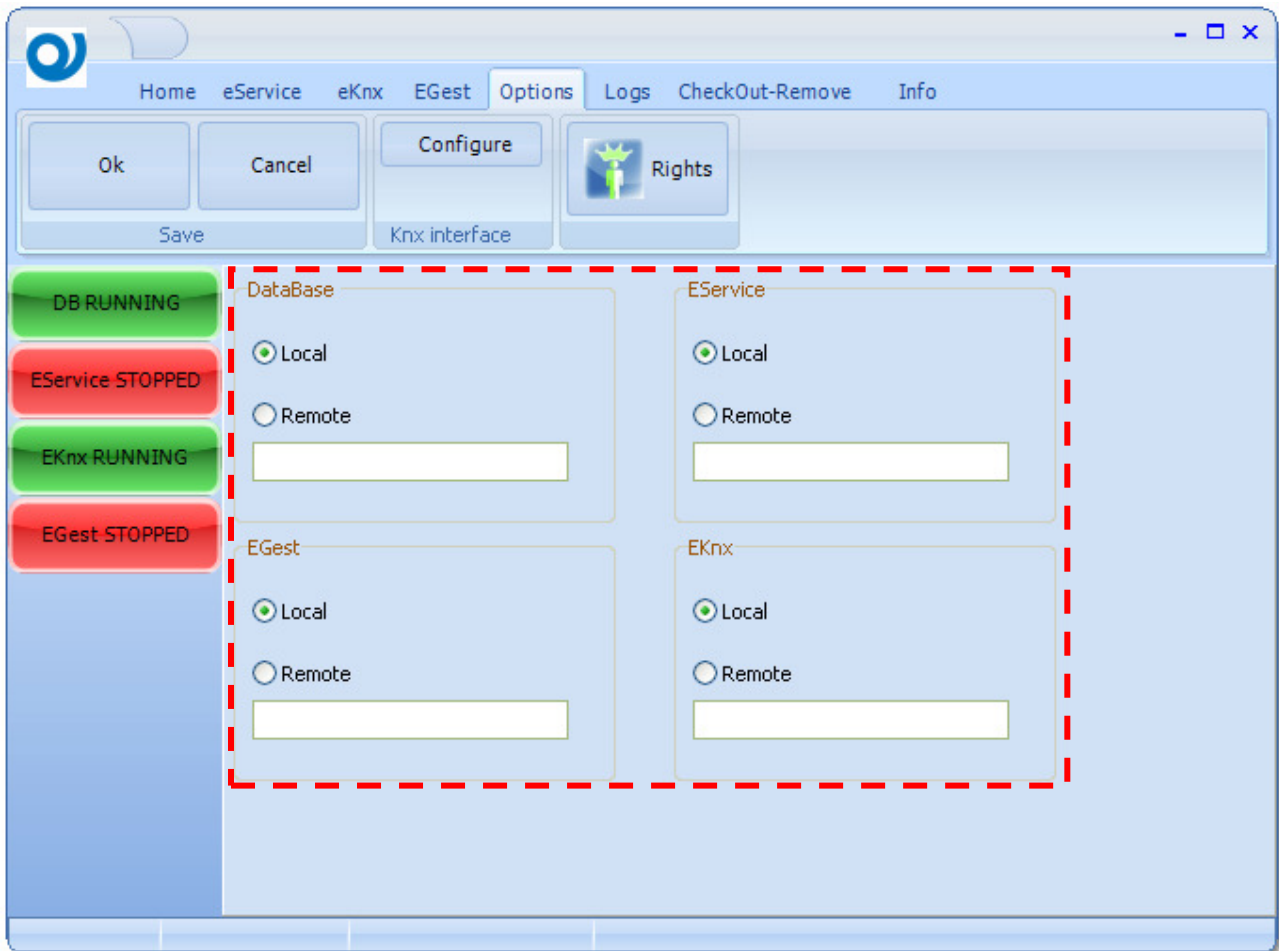 Home eService eKnx EGest Options Logs CheckOut-Remove Info
Ok Cancel Configure Rights
Save Knx interface
DB RUNNING
EService STOPPED
EKnx RUNNING
EGest STOPPED
DataBase
Local
Remote
EService
Local
Remote
EGest
Local
Remote
EKnx
Local
Remote